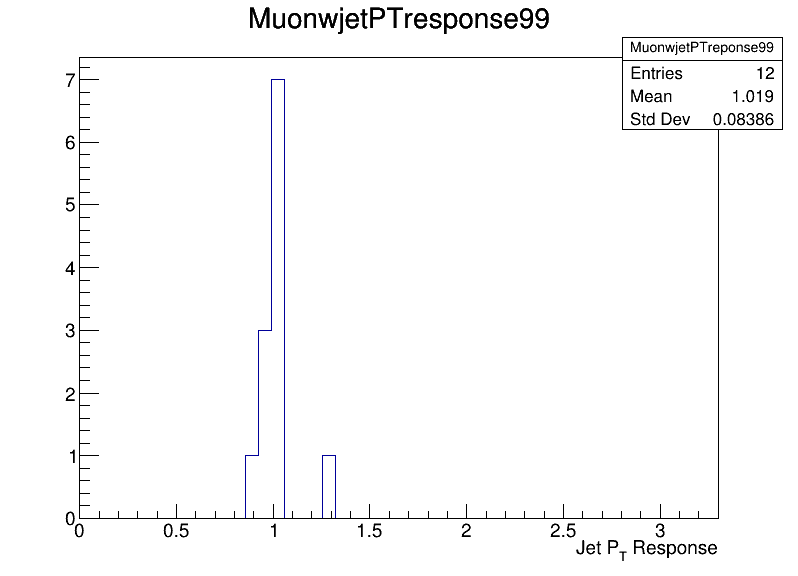 MuonwjetPTresponse99
MuonwjetPTreponse99
Entries 12
Mean 1.019
Std Dev 0.08386
7
6
5
4
3
2
1
0
0 0.5 1 1.5 2 2.5 3
Jet PT Response